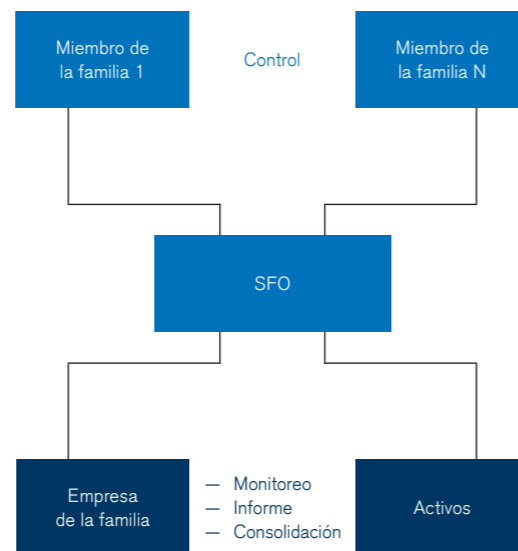 Miembro de
la familia 1
Control
Miembro de
la familia N
SFO
Empresa
de la familia
— Monitoreo
— Informe
— Consolidación
Activos